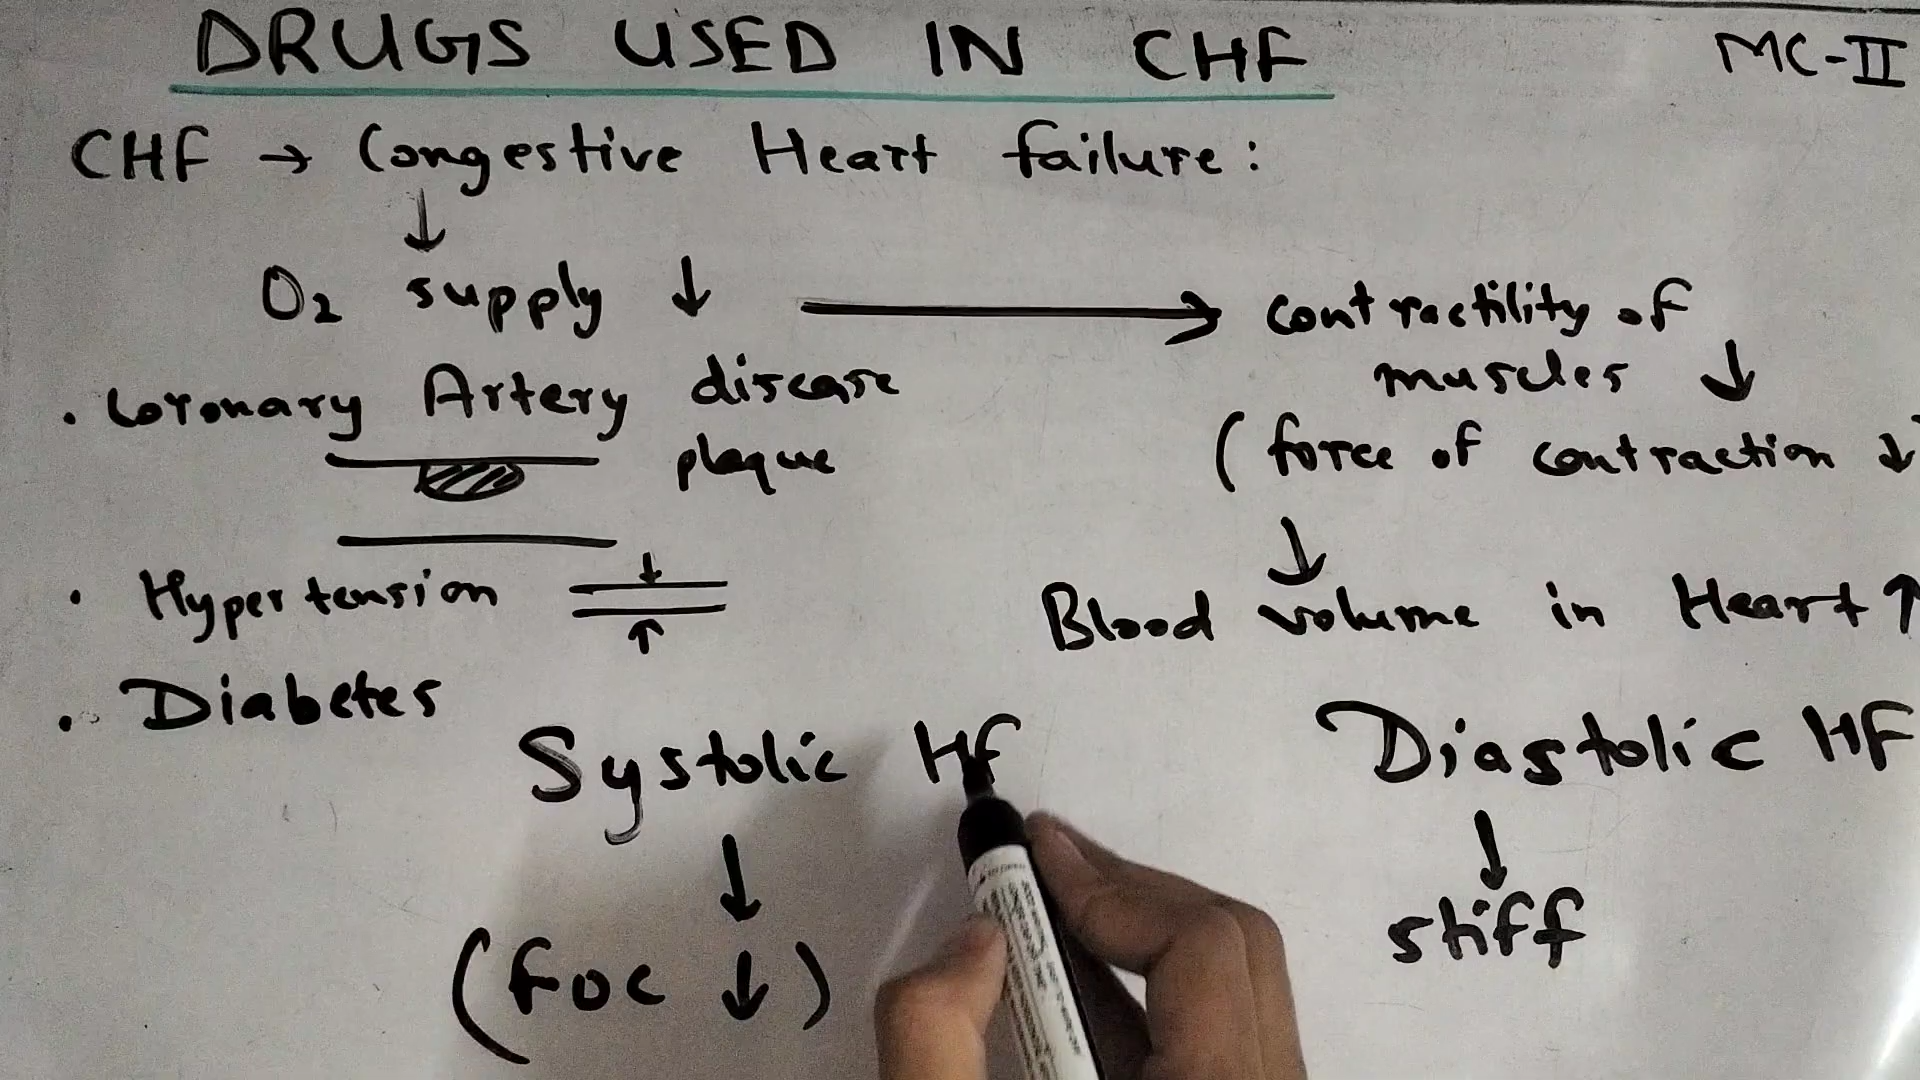 DRUGS USED IN CHF
MC-II
CHF → Congestive Heart failure:
↓
O2 supply ↓ → contractility of
muscles ↓
(force of contraction ↓
. Coronary Artery disease
plaque
↓
Blood volume in Heart ↑
. Hypertension
. Diabetes
Systolic HF
↓
(FOC ↓)
Diastolic HF
↓
stiff